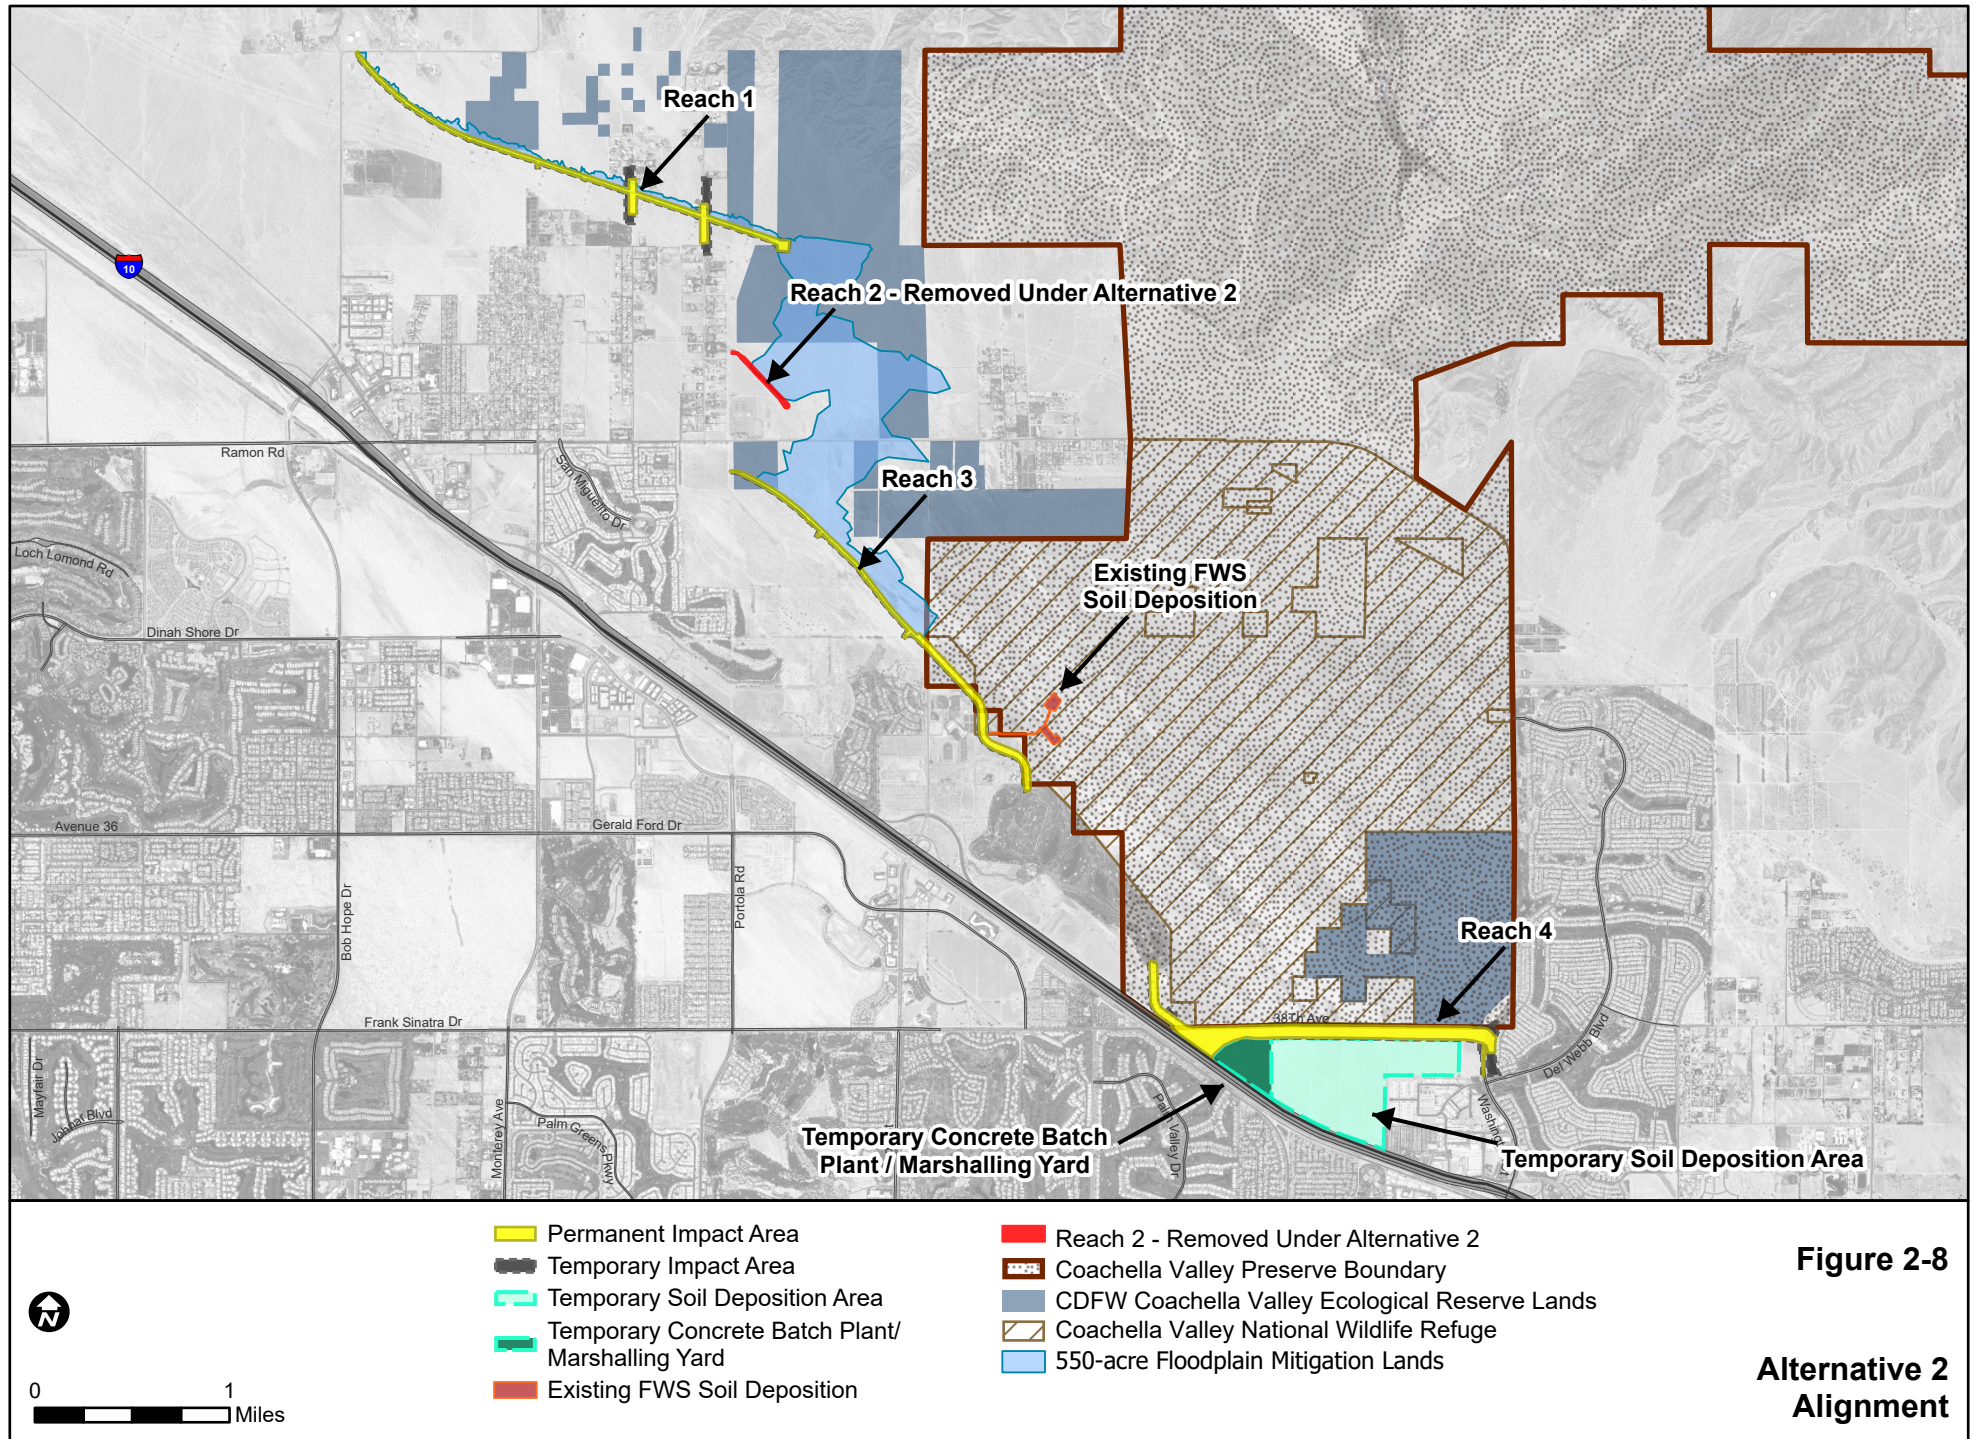 Reach 1
10
Reach 2 - Removed Under Alternative 2
Ramon Rd
San Miguelito Dr
Reach 3
Loch Lomond Rd
Existing FWS
Soil Deposition
Dinah Shore Dr
Avenue 36
Gerald Ford Dr
Bob Hope Dr
Portola Rd
Reach 4
38Th Ave
Frank Sinatra Dr
Del Webb Blvd
Mayfair Dr
Johnar Blvd
Monterey Ave
Palm Greens Pkwy
Palm Valley Dr
Temporary Concrete Batch
Plant / Marshalling Yard
Temporary Soil Deposition Area
Permanent Impact Area
Temporary Impact Area
Temporary Soil Deposition Area
Temporary Concrete Batch Plant/
Marshalling Yard
Existing FWS Soil Deposition
Reach 2 - Removed Under Alternative 2
Coachella Valley Preserve Boundary
CDFW Coachella Valley Ecological Reserve Lands
Coachella Valley National Wildlife Refuge
550-acre Floodplain Mitigation Lands
Figure 2-8
Alternative 2
Alignment
N
0 1
Miles